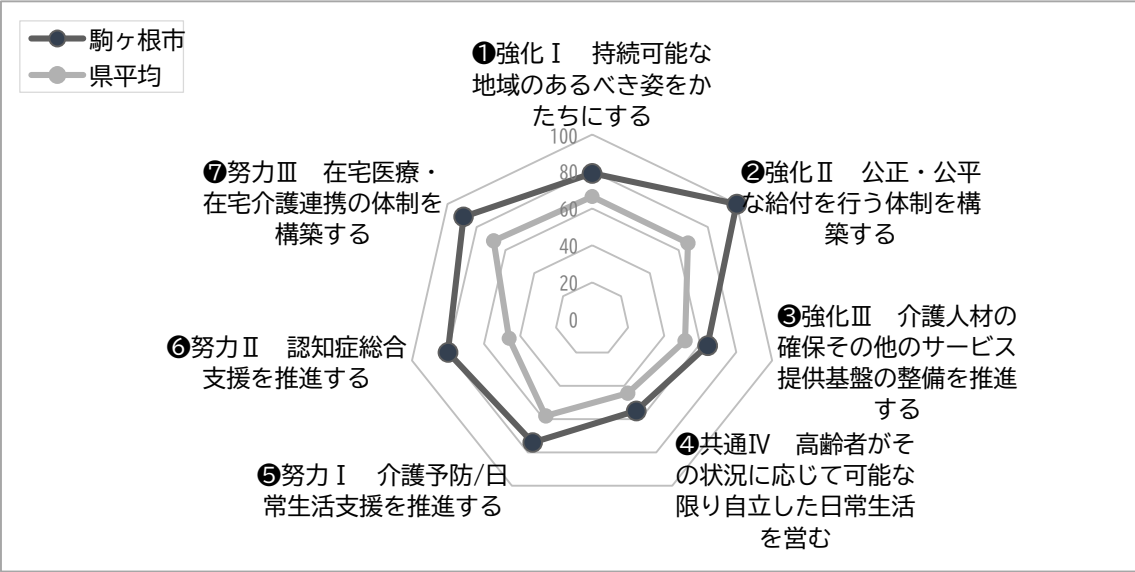 駒ヶ根市
県平均
❶強化Ⅰ　持続可能な
地域のあるべき姿をか
たちにする
❷強化Ⅱ　公正・公平
な給付を行う体制を構
築する
❸強化Ⅲ　介護人材の
確保その他のサービス
提供基盤の整備を推進
する
❹共通Ⅳ　高齢者がそ
の状況に応じて可能な
限り自立した日常生活
を営む
❺努力Ⅰ　介護予防/日
常生活支援を推進する
❻努力Ⅱ　認知症総合
支援を推進する
❼努力Ⅲ　在宅医療・
在宅介護連携の体制を
構築する
100
80
60
40
20
0